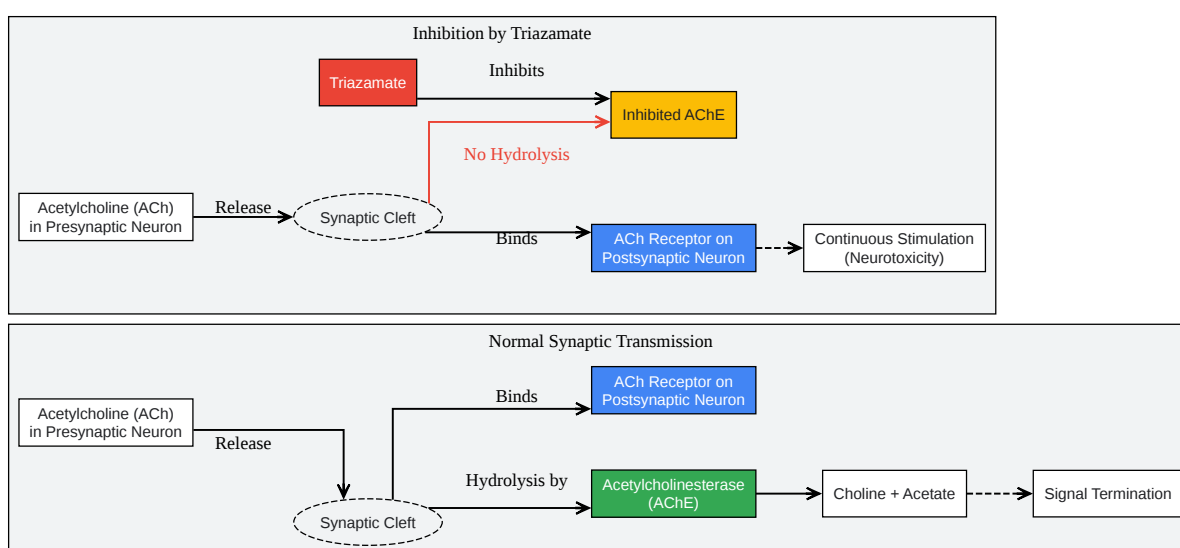 Inhibition by Triazamate
Triazamate
Inhibits
Inhibited AChE
No Hydrolysis
Acetylcholine (ACh)
in Presynaptic Neuron
Release
Synaptic Cleft
Binds
ACh Receptor on
Postsynaptic Neuron
Continuous Stimulation
(Neurotoxicity)
Normal Synaptic Transmission
Acetylcholine (ACh)
in Presynaptic Neuron
Release
Synaptic Cleft
Binds
ACh Receptor on
Postsynaptic Neuron
Hydrolysis by
Acetylcholinesterase
(AChE)
Choline + Acetate
Signal Termination